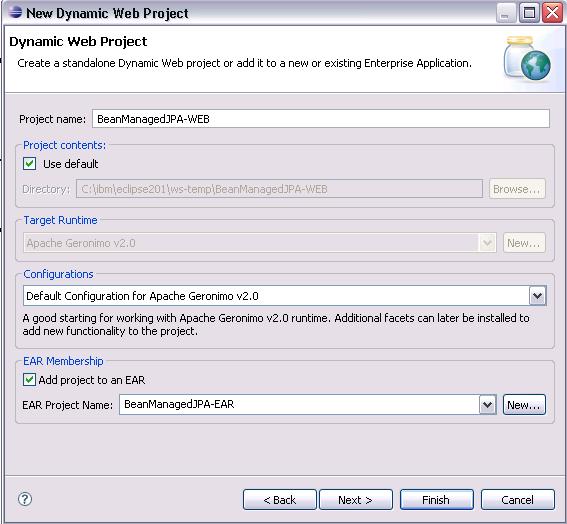 New Dynamic Web Project
Dynamic Web Project
Create a standalone Dynamic Web project or add it to a new or existing Enterprise Application.
Project name: BeanManagedJPA-WEB
Project contents:
Use default
Directory: C:\ibm\eclipse201\ws-temp\BeanManagedJPA-WEB Browse...
Target Runtime
Apache Geronimo v2.0 New...
Configurations
Default Configuration for Apache Geronimo v2.0
A good starting for working with Apache Geronimo v2.0 runtime. Additional facets can later be installed to
add new functionality to the project.
EAR Membership
Add project to an EAR
EAR Project Name: BeanManagedJPA-EAR New...
? < Back Next > Finish Cancel